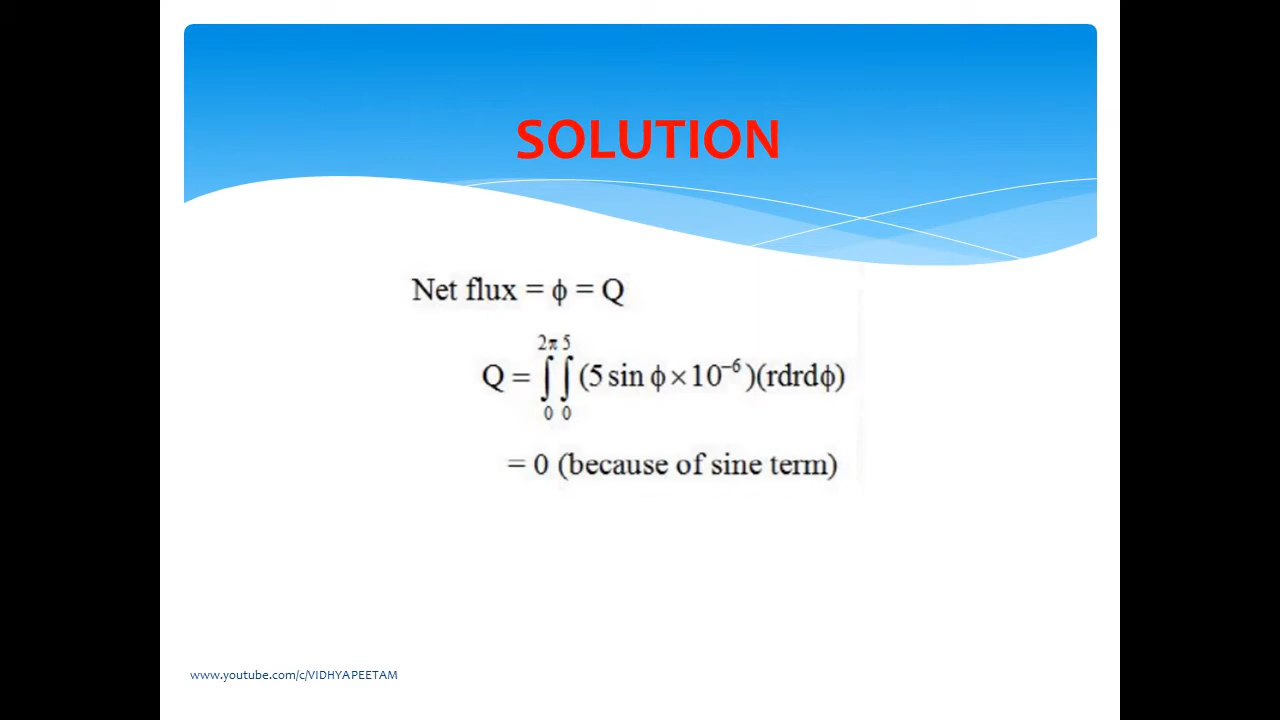 SOLUTION
Net flux = ϕ = Q
Q = ∫₀^2π ∫₀^5 (5 sin ϕ × 10⁻⁶)(rdrdϕ)
= 0 (because of sine term)
www.youtube.com/c/VIDHYAPEETAM